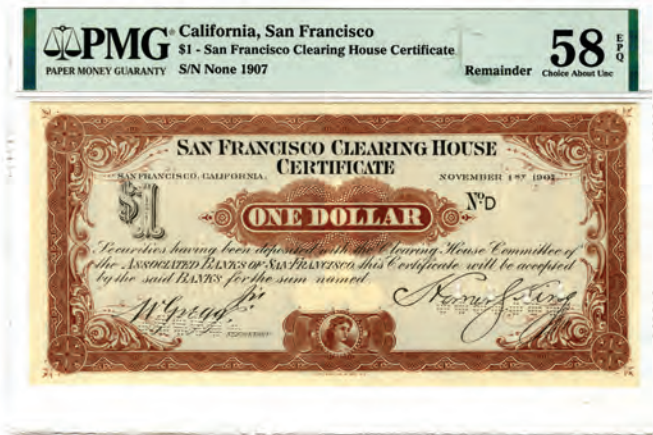 PMG
PAPER MONEY GUARANTY
California, San Francisco
$1 - San Francisco Clearing House Certificate
S/N None 1907
Remainder
58 EPQ
Choice About Unc
SAN FRANCISCO CLEARING HOUSE
CERTIFICATE
SAN FRANCISCO, CALIFORNIA, NOVEMBER 1ST 1907
$1
ONE DOLLAR
No D
Securities having been deposited with the Clearing House Committee of
the ASSOCIATED BANKS OF SAN FRANCISCO this Certificate will be accepted
by the said BANKS for the sum named.